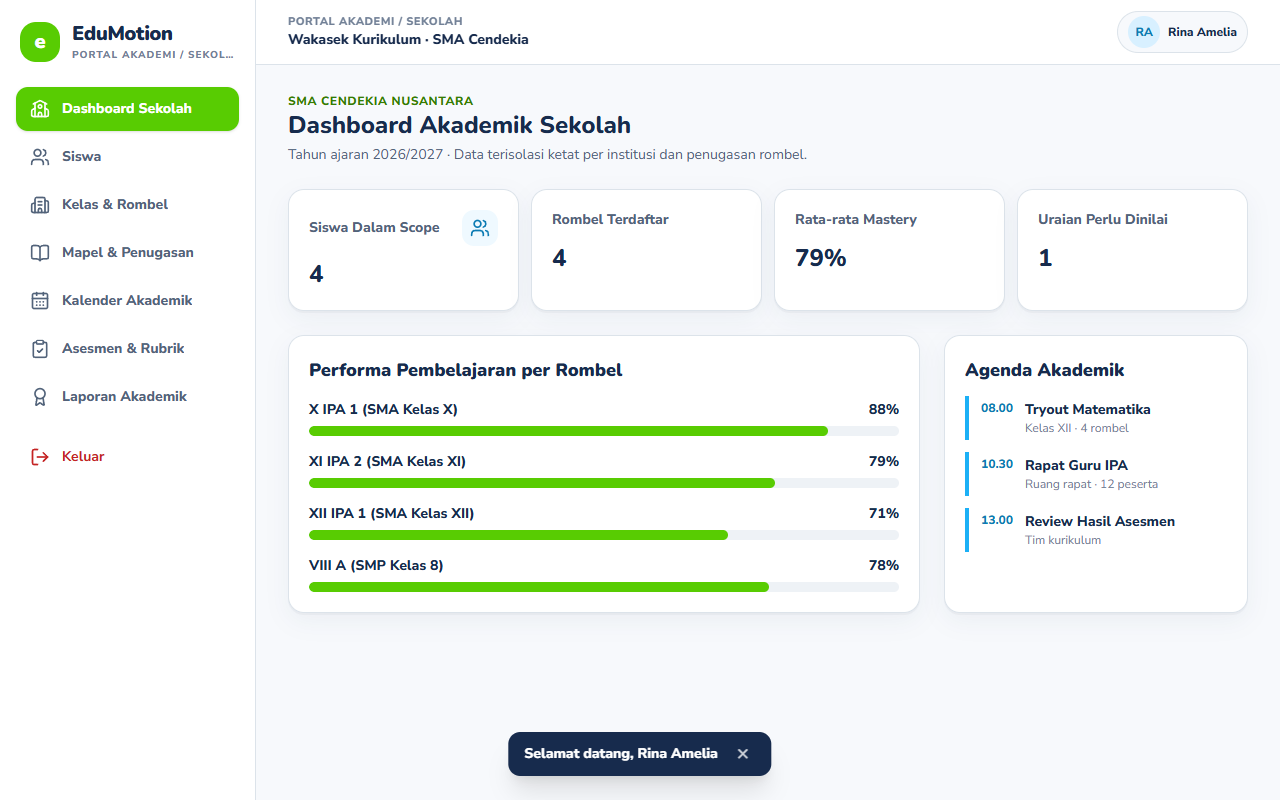 e
EduMotion
PORTAL AKADEMI / SEKOL...
Dashboard Sekolah
Siswa
Kelas & Rombel
Mapel & Penugasan
Kalender Akademik
Asesmen & Rubrik
Laporan Akademik
Keluar
PORTAL AKADEMI / SEKOLAH
Wakasek Kurikulum · SMA Cendekia
RA
Rina Amelia
SMA CENDEKIA NUSANTARA
Dashboard Akademik Sekolah
Tahun ajaran 2026/2027 · Data terisolasi ketat per institusi dan penugasan rombel.
Siswa Dalam Scope
4
Rombel Terdaftar
4
Rata-rata Mastery
79%
Uraian Perlu Dinilai
1
Performa Pembelajaran per Rombel
X IPA 1 (SMA Kelas X) 88%
XI IPA 2 (SMA Kelas XI) 79%
XII IPA 1 (SMA Kelas XII) 71%
VIII A (SMP Kelas 8) 78%
Agenda Akademik
08.00 Tryout Matematika
Kelas XII · 4 rombel
10.30 Rapat Guru IPA
Ruang rapat · 12 peserta
13.00 Review Hasil Asesmen
Tim kurikulum
Selamat datang, Rina Amelia ✕